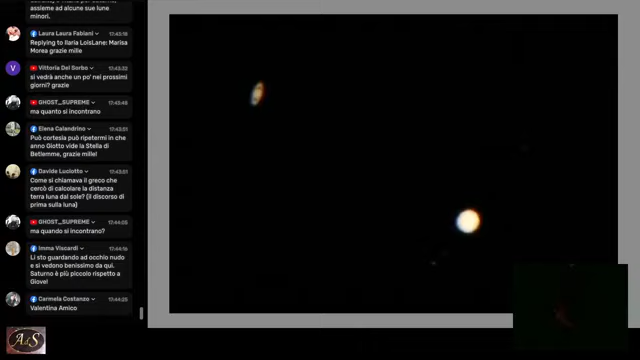 assieme ad alcune sue lune
minori.
Laura Laura Fabiani 17:43:18
Replying to Ilaria LoisLane: Marisa
Morea grazie mille
V
Vittoria Del Sorbo 17:43:22
si vedrà anche un po' nei prossimi
giorni? grazie
GHOST_SUPREME 17:43:46
ma quanto si incontrano
Elena Calandrino 17:43:51
Può cortesia può ripetermi in che
anno Giotto vide la Stella di
Betlemme, grazie mille!
Davide Luciotto 17:43:51
Come si chiamava il greco che
cercò di calcolare la distanza
terra luna dal sole? (il discorso di
prima sulla luna)
GHOST_SUPREME 17:44:05
ma quando si incontrano?
Imma Viscardi 17:44:16
Li sto guardando ad occhio nudo
e si vedono benissimo da qui.
Saturno è più piccolo rispetto a
Giove!
Carmela Costanzo 17:44:25
Valentina Amico
AdS